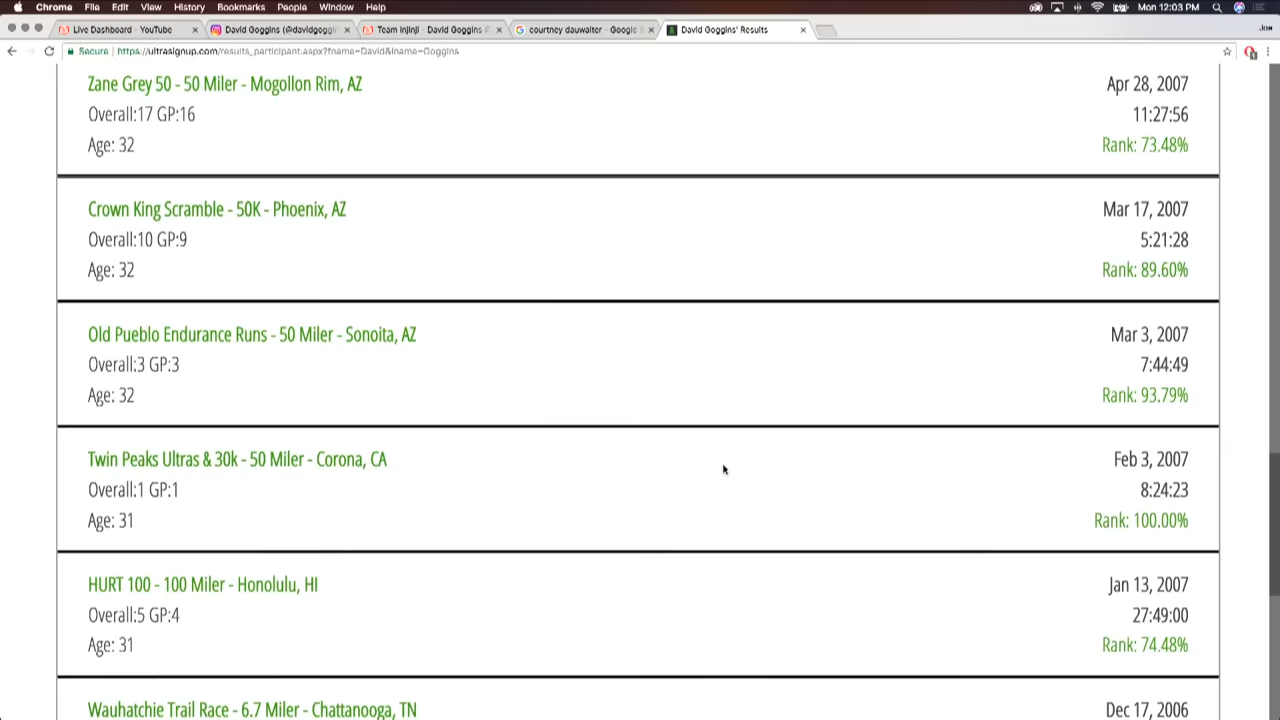 Chrome File Edit View History Bookmarks People Window Help Mon 12:03 PM
Live Dashboard - YouTube David Goggins (@davidgoggin Team Injinji - David Goggins courtney dauwalter - Google David Goggins' Results
Secure https://ultrasignup.com/results_participant.aspx?fname=David&lname=Goggins
Zane Grey 50 - 50 Miler - Mogollon Rim, AZ Apr 28, 2007
Overall:17 GP:16 11:27:56
Age: 32 Rank: 73.48%
Crown King Scramble - 50K - Phoenix, AZ Mar 17, 2007
Overall:10 GP:9 5:21:28
Age: 32 Rank: 89.60%
Old Pueblo Endurance Runs - 50 Miler - Sonoita, AZ Mar 3, 2007
Overall:3 GP:3 7:44:49
Age: 32 Rank: 93.79%
Twin Peaks Ultras & 30k - 50 Miler - Corona, CA Feb 3, 2007
Overall:1 GP:1 8:24:23
Age: 31 Rank: 100.00%
HURT 100 - 100 Miler - Honolulu, HI Jan 13, 2007
Overall:5 GP:4 27:49:00
Age: 31 Rank: 74.48%
Wauhatchie Trail Race - 6.7 Miler - Chattanooga, TN Dec 17, 2006